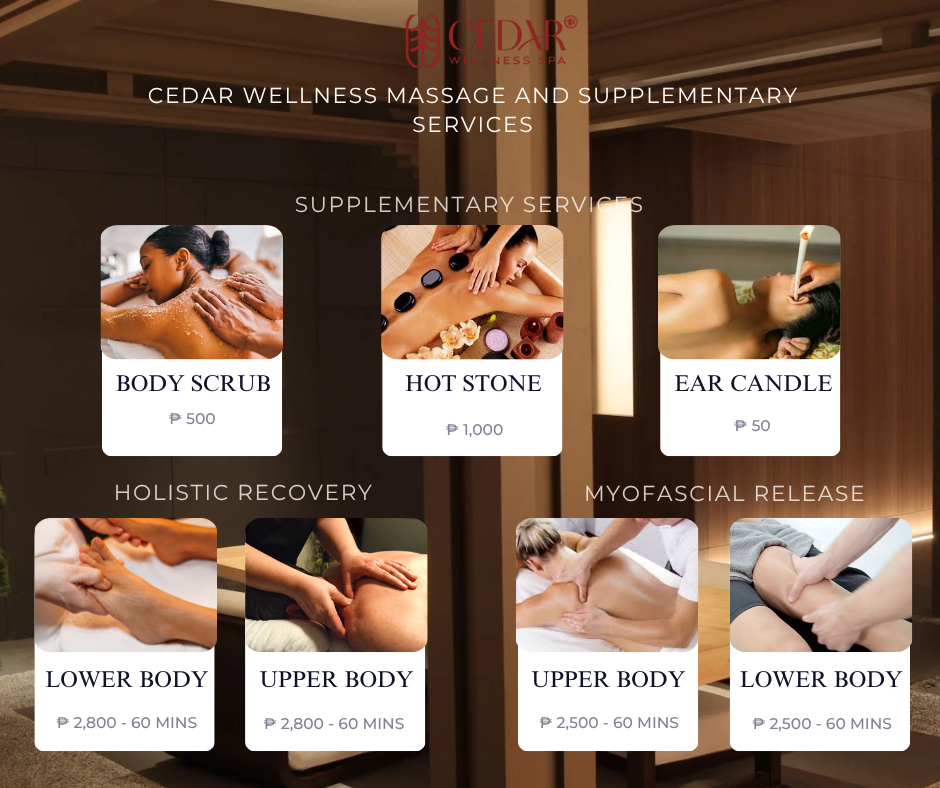 CEDAR
WELLNESS SPA
CEDAR WELLNESS MASSAGE AND SUPPLEMENTARY
SERVICES
SUPPLEMENTARY SERVICES
BODY SCRUB
₱ 500
HOT STONE
₱ 1,000
EAR CANDLE
₱ 50
HOLISTIC RECOVERY
LOWER BODY
₱ 2,800 - 60 MINS
UPPER BODY
₱ 2,800 - 60 MINS
MYOFASCIAL RELEASE
UPPER BODY
₱ 2,500 - 60 MINS
LOWER BODY
₱ 2,500 - 60 MINS